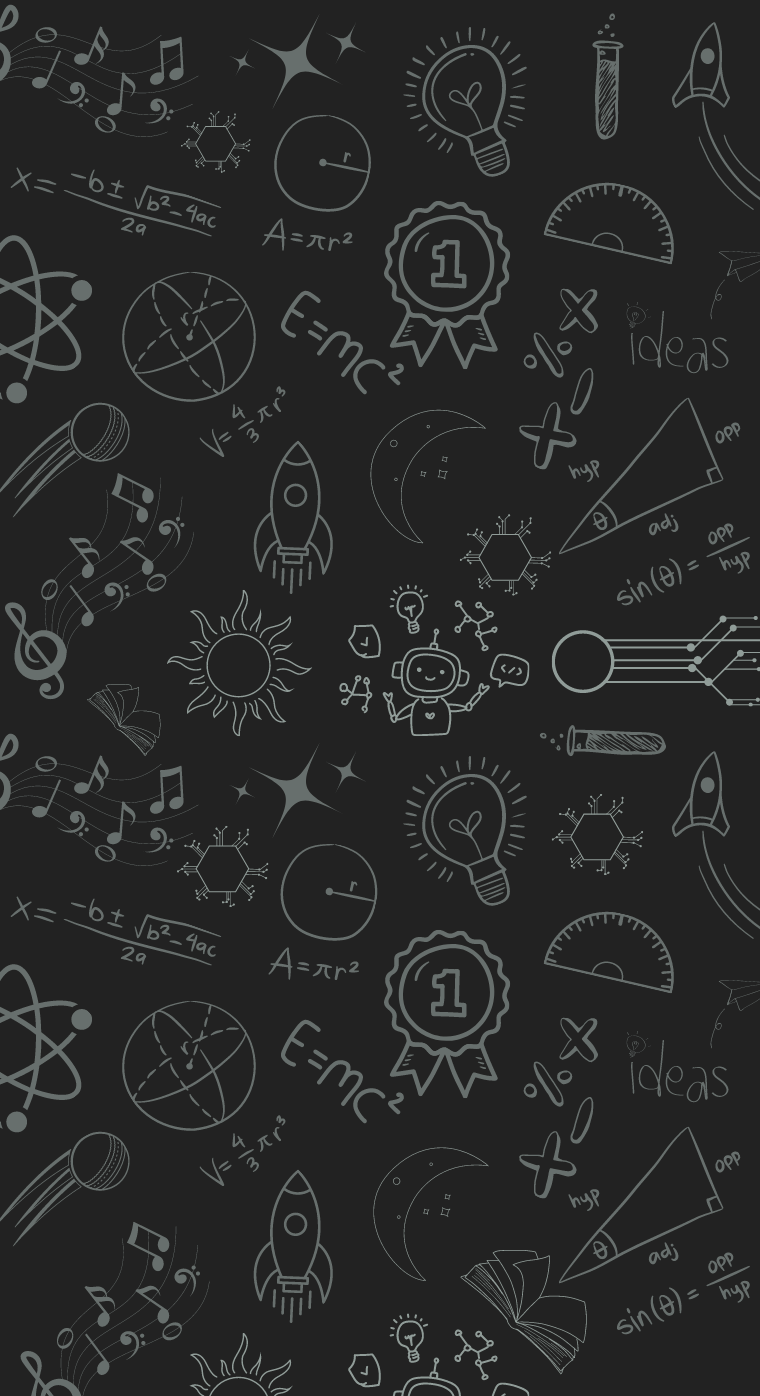 r
x = -b ± √b² - 4ac
2a
A = πr²
1
r
E = mc²
ideas
V = 4/3 πr³
opp
hyp
θ
adj
sin(θ) = opp/hyp
r
x = -b ± √b² - 4ac
2a
A = πr²
1
r
E = mc²
ideas
V = 4/3 πr³
opp
hyp
θ
adj
sin(θ) = opp/hyp